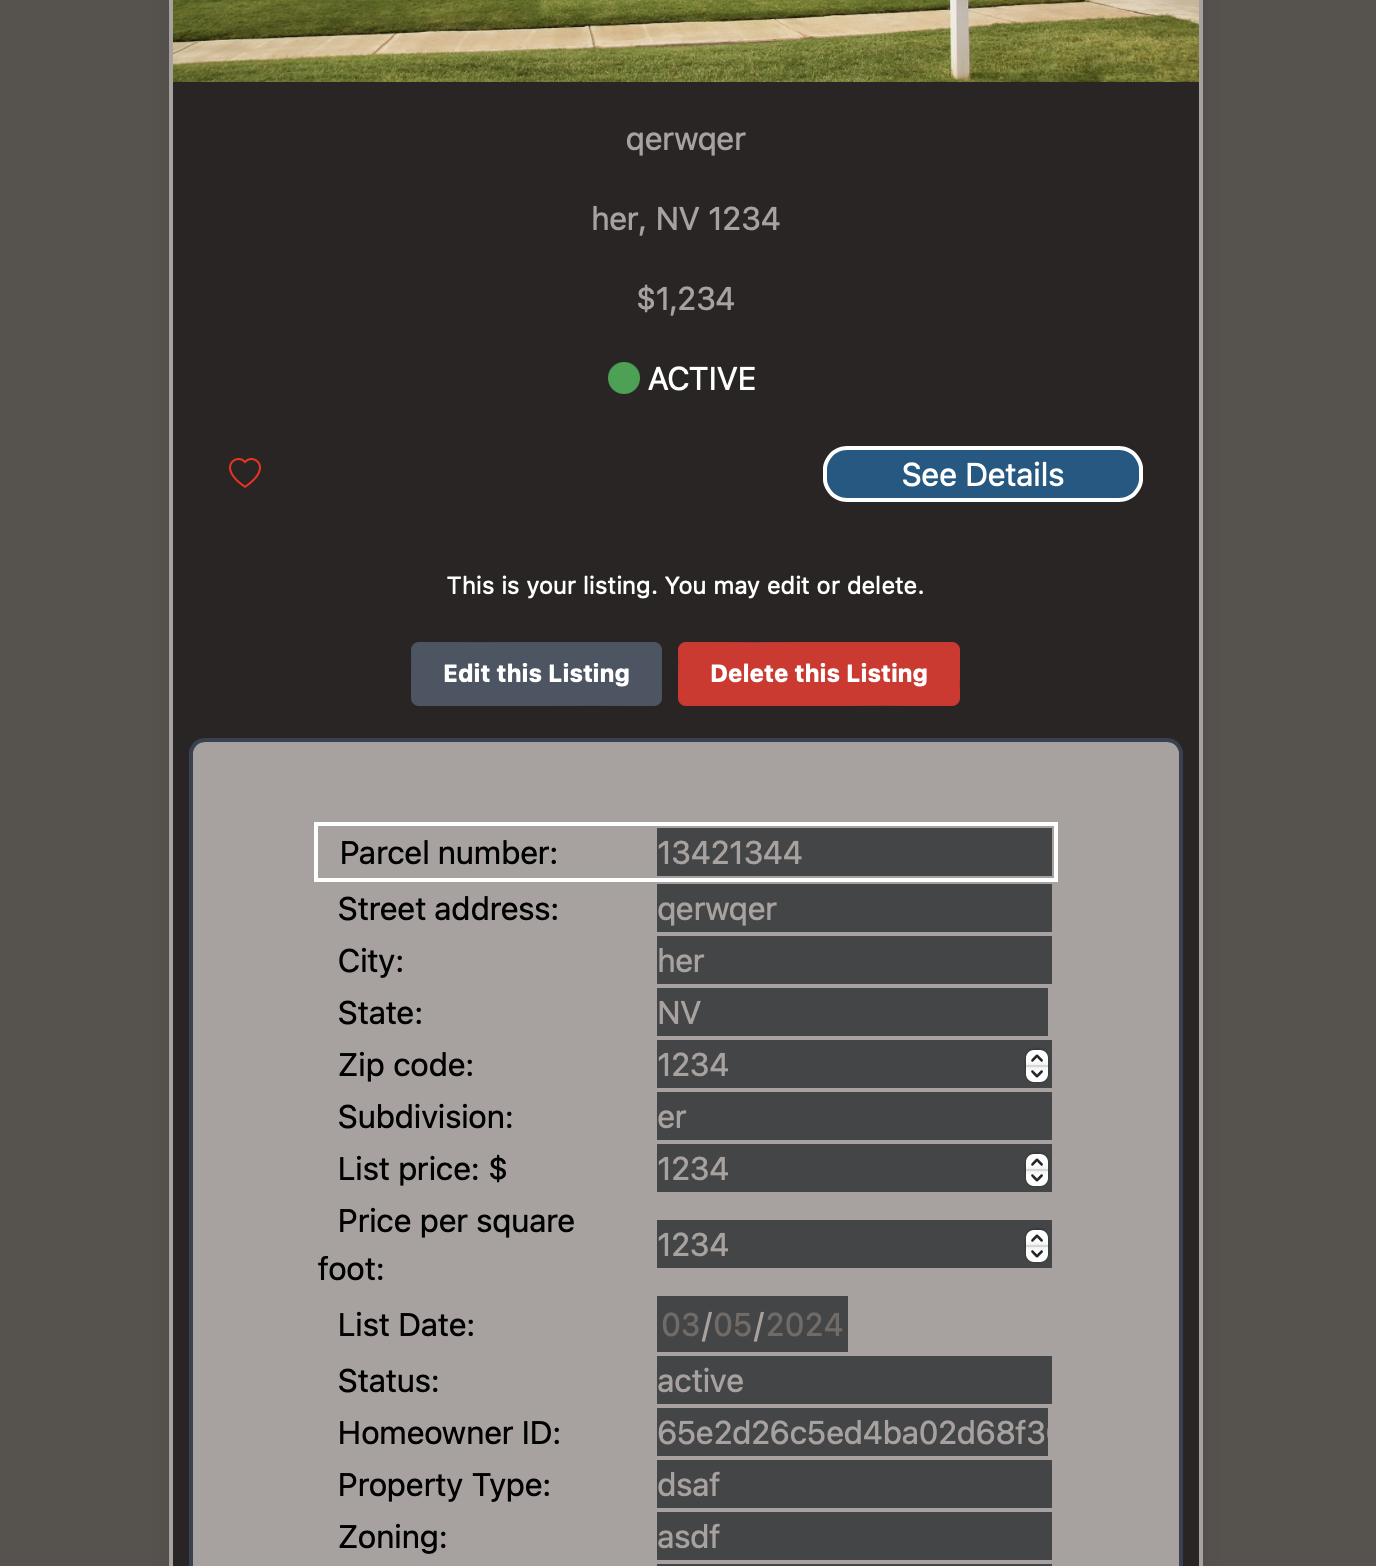 qerwqer
her, NV 1234
$1,234
ACTIVE
See Details
This is your listing. You may edit or delete.
Edit this Listing Delete this Listing
Parcel number: 13421344
Street address: qerwqer
City: her
State: NV
Zip code: 1234
Subdivision: er
List price: $ 1234
Price per square
foot: 1234
List Date: 03/05/2024
Status: active
Homeowner ID: 65e2d26c5ed4ba02d68f3
Property Type: dsaf
Zoning: asdf